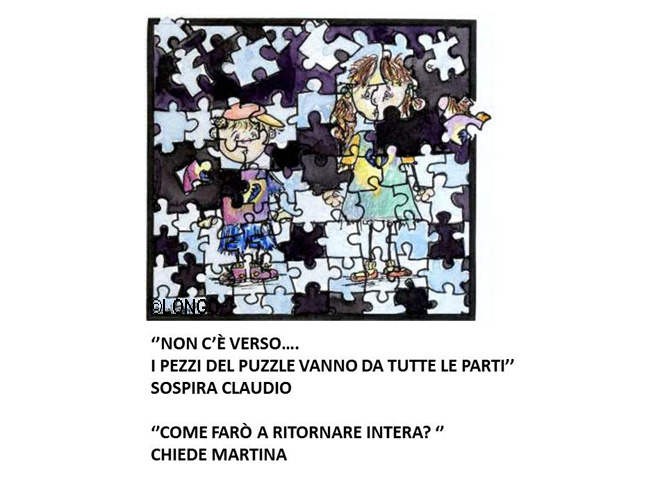 ©LONGO
‘’NON C’È VERSO….
I PEZZI DEL PUZZLE VANNO DA TUTTE LE PARTI’’
SOSPIRA CLAUDIO
‘’COME FARÒ A RITORNARE INTERA? ‘’
CHIEDE MARTINA